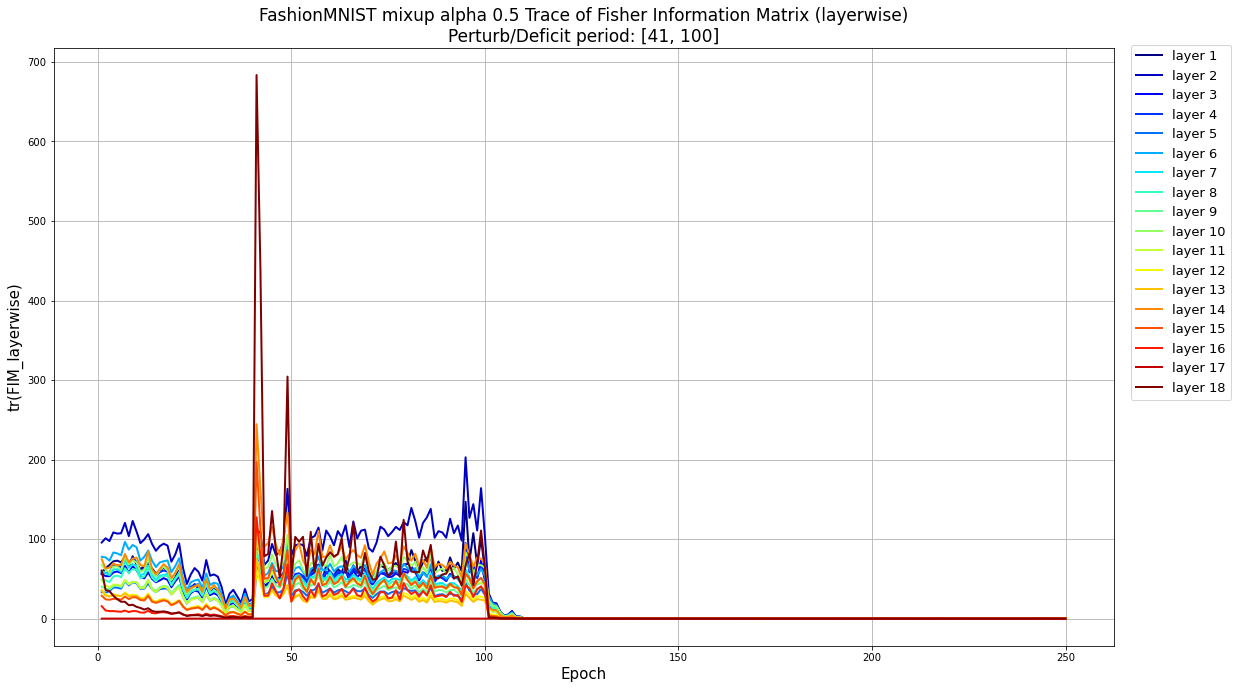 FashionMNIST mixup alpha 0.5 Trace of Fisher Information Matrix (layerwise)
Perturb/Deficit period: [41, 100]
tr(FIM_layerwise)
700
600
500
400
300
200
100
0
0
50
100
150
200
250
Epoch
layer 1
layer 2
layer 3
layer 4
layer 5
layer 6
layer 7
layer 8
layer 9
layer 10
layer 11
layer 12
layer 13
layer 14
layer 15
layer 16
layer 17
layer 18